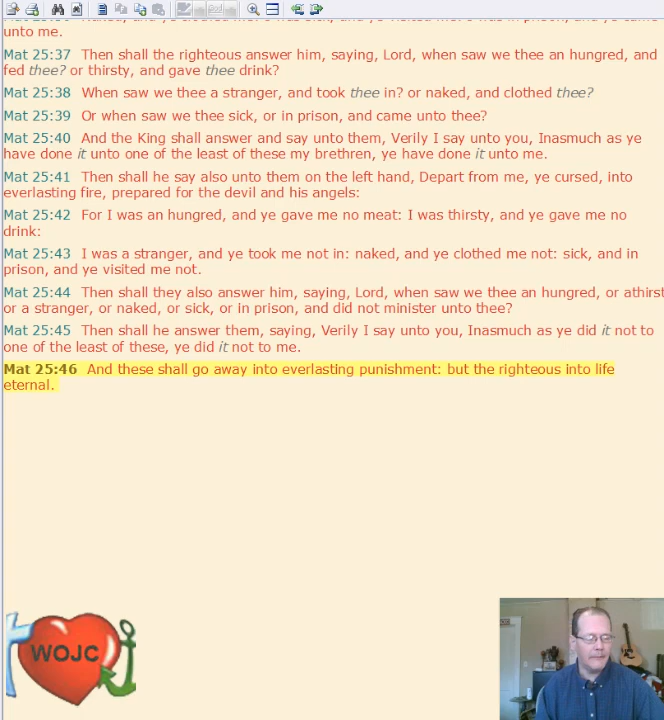 unto me.
Mat 25:37 Then shall the righteous answer him, saying, Lord, when saw we thee an hungred, and
fed thee? or thirsty, and gave thee drink?
Mat 25:38 When saw we thee a stranger, and took thee in? or naked, and clothed thee?
Mat 25:39 Or when saw we thee sick, or in prison, and came unto thee?
Mat 25:40 And the King shall answer and say unto them, Verily I say unto you, Inasmuch as ye
have done it unto one of the least of these my brethren, ye have done it unto me.
Mat 25:41 Then shall he say also unto them on the left hand, Depart from me, ye cursed, into
everlasting fire, prepared for the devil and his angels:
Mat 25:42 For I was an hungred, and ye gave me no meat: I was thirsty, and ye gave me no
drink:
Mat 25:43 I was a stranger, and ye took me not in: naked, and ye clothed me not: sick, and in
prison, and ye visited me not.
Mat 25:44 Then shall they also answer him, saying, Lord, when saw we thee an hungred, or athirst
or a stranger, or naked, or sick, or in prison, and did not minister unto thee?
Mat 25:45 Then shall he answer them, saying, Verily I say unto you, Inasmuch as ye did it not to
one of the least of these, ye did it not to me.
Mat 25:46 And these shall go away into everlasting punishment: but the righteous into life
eternal.
WOJC